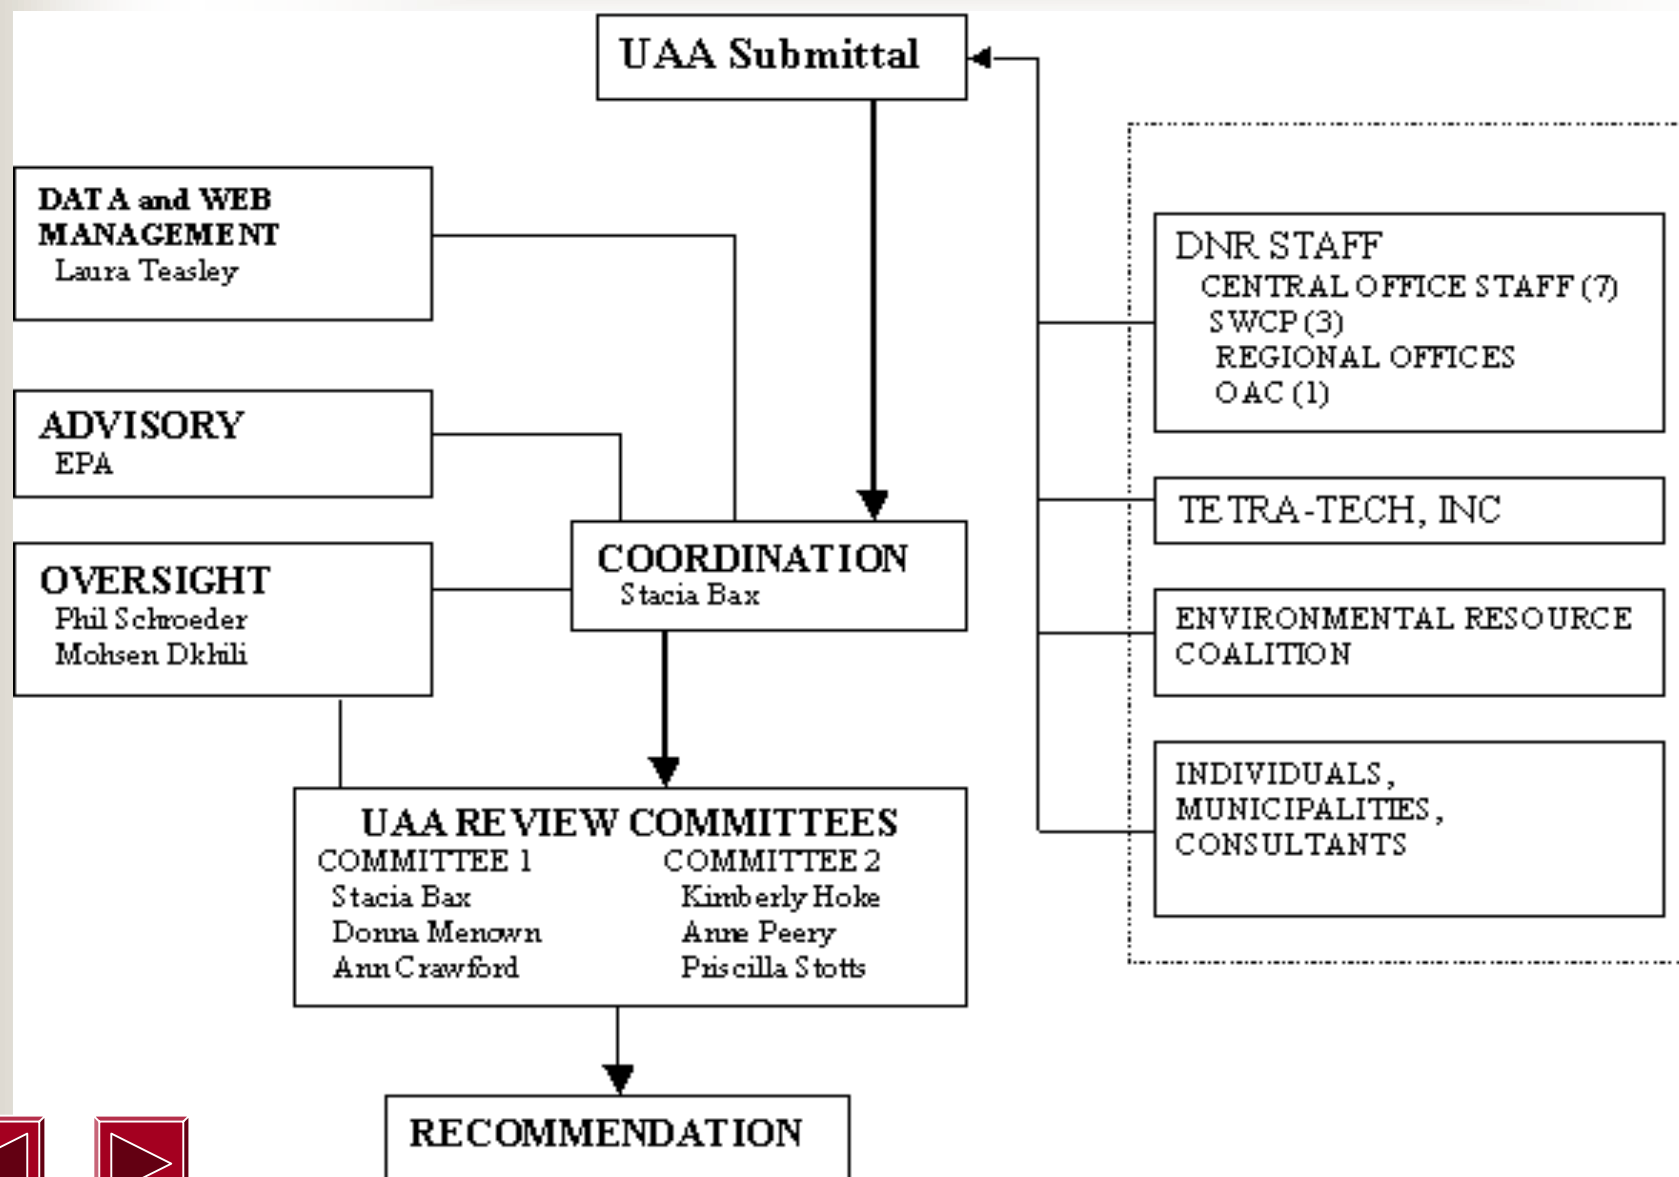 UAA Submittal
DATA and WEB
MANAGEMENT
Laura Teasley
ADVISORY
EPA
OVERSIGHT
Phil Schroeder
Mohsen Dkhili
COORDINATION
Stacia Bax
UAA REVIEW COMMITTEES
COMMITTEE 1
Stacia Bax
Donna Menown
Ann Crawford
COMMITTEE 2
Kimberly Hoke
Anne Peery
Priscilla Stotts
RECOMMENDATION
DNR STAFF
CENTRAL OFFICE STAFF (7)
SWCP (3)
REGIONAL OFFICES
OAC (1)
TETRA-TECH, INC
ENVIRONMENTAL RESOURCE
COALITION
INDIVIDUALS,
MUNICIPALITIES,
CONSULTANTS